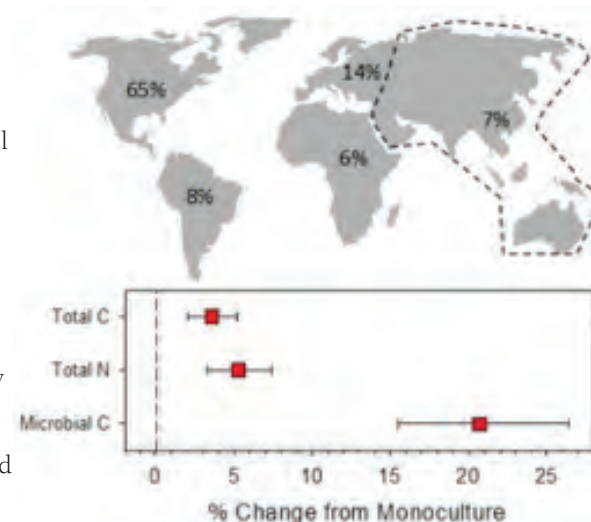 14%
65%
7%
6%
8%
Total C
Total N
Microbial C
0 5 10 15 20 25
% Change from Monoculture